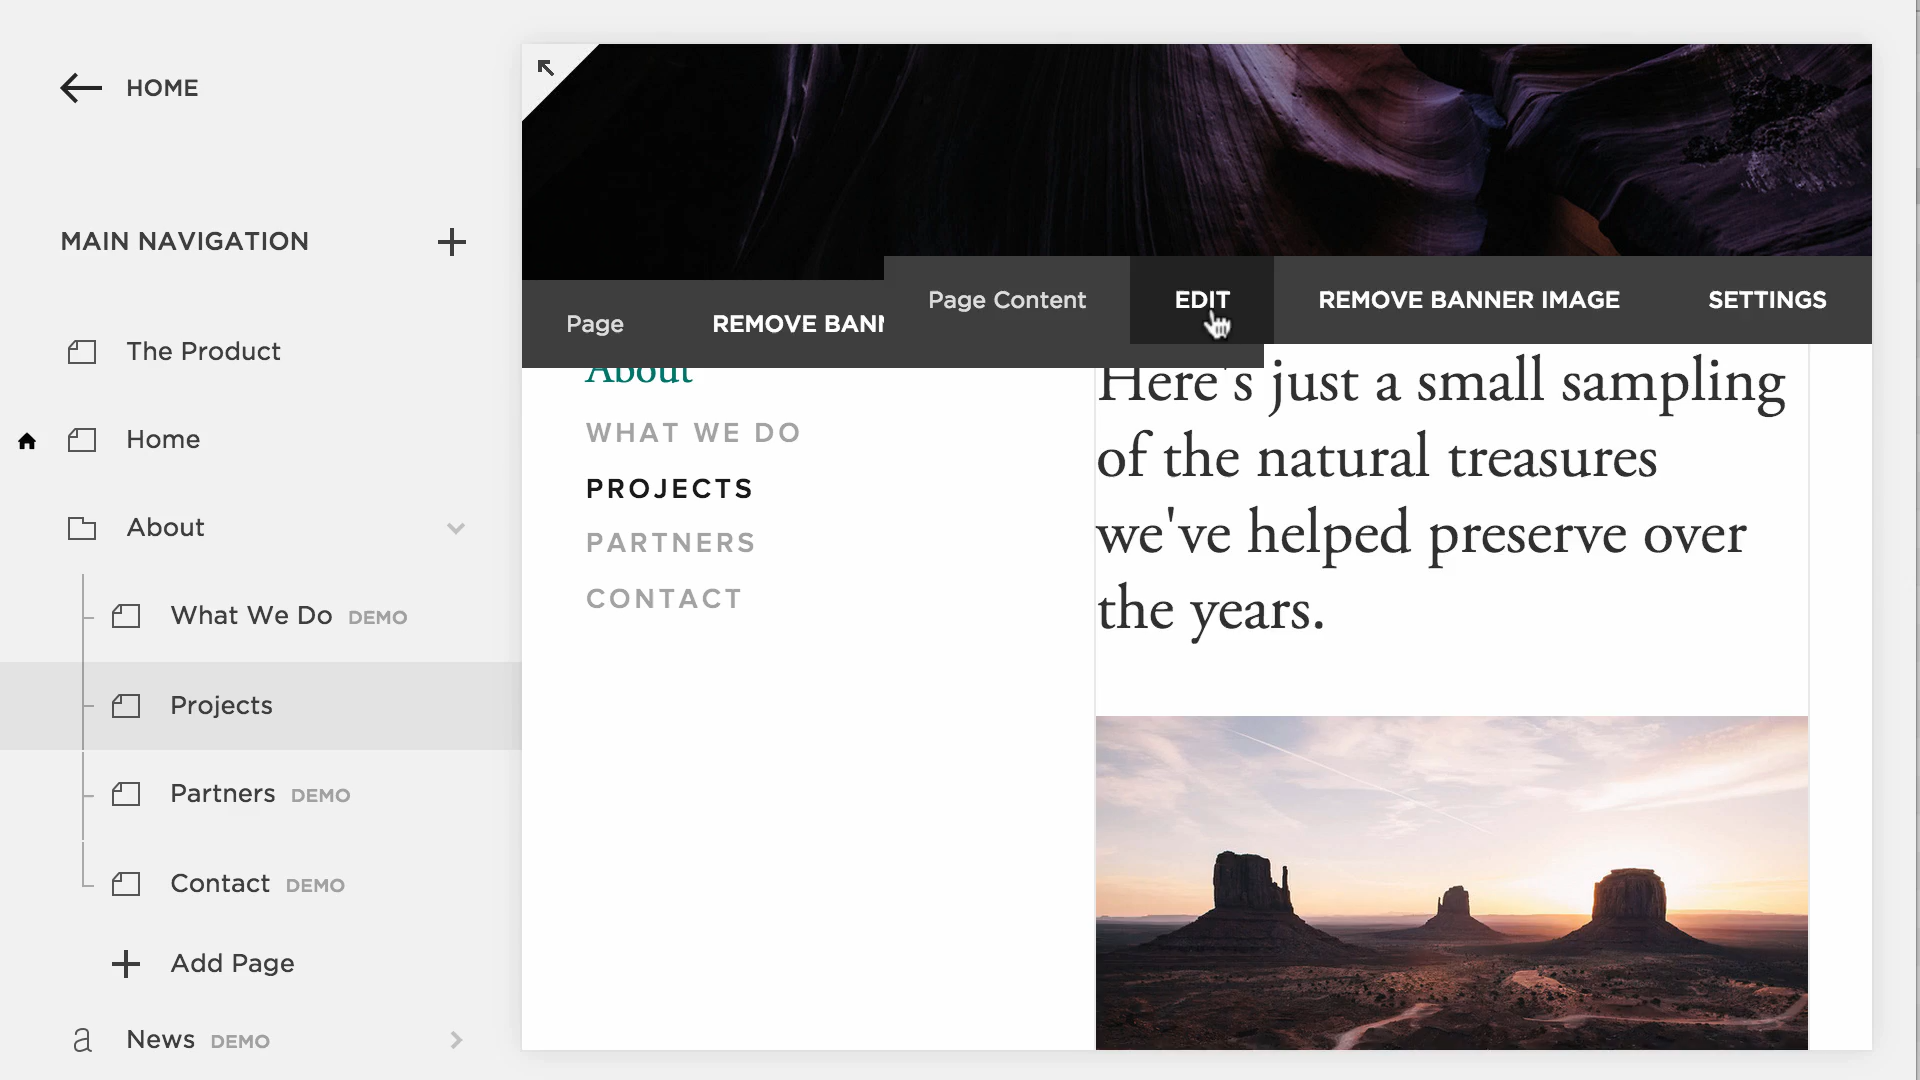 HOME
MAIN NAVIGATION
The Product
Home
About
What We Do DEMO
Projects
Partners DEMO
Contact DEMO
Add Page
a News DEMO
Page Content EDIT REMOVE BANNER IMAGE SETTINGS
Page REMOVE BANN
About
WHAT WE DO
PROJECTS
PARTNERS
CONTACT
Here's just a small sampling
of the natural treasures
we've helped preserve over
the years.